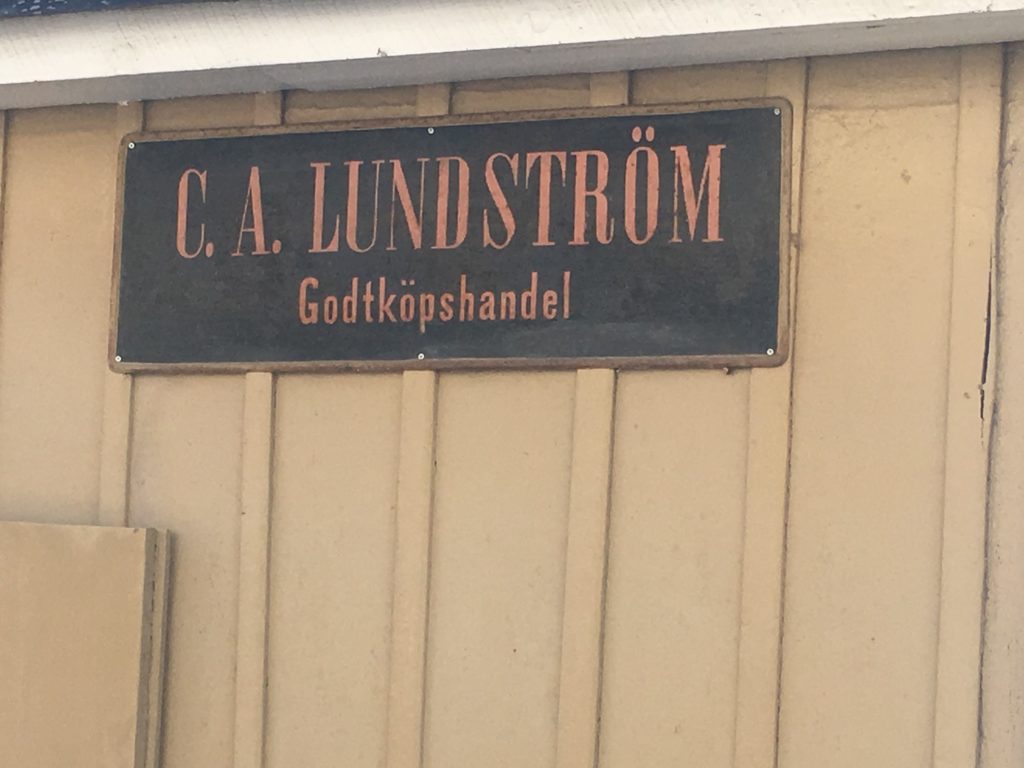 C. A. LUNDSTRÖM
Godtköpshandel